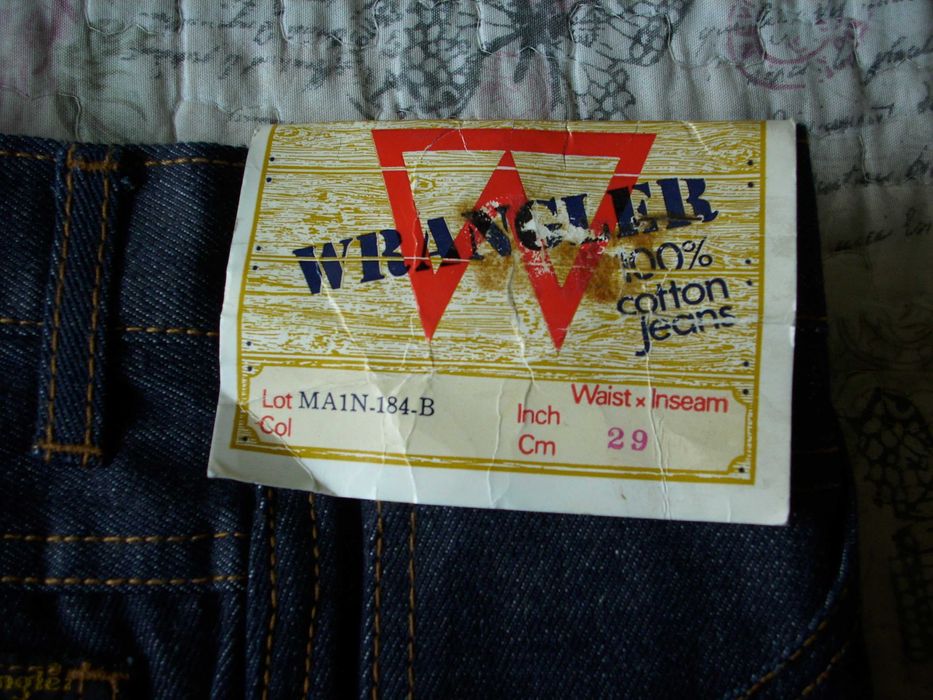 WRANGLER
100%
cotton
jeans
Lot MA1N-184-B
Col
Waist x Inseam
Inch
Cm
29